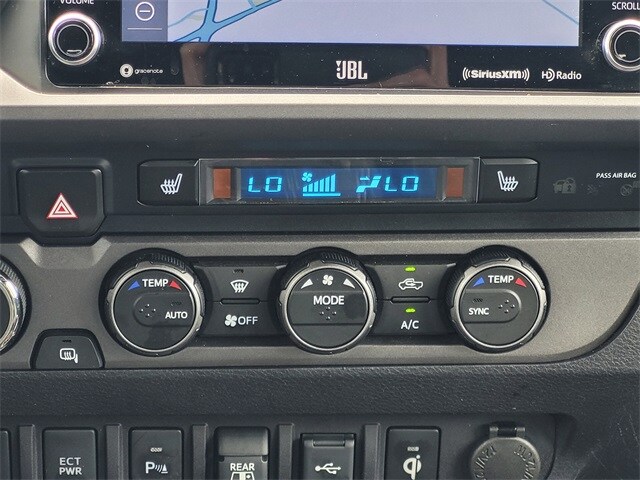 VOLUME
SCROLL
gracenote
JBL
((SiriusXM))
HD Radio
LO
LO
PASS AIR BAG
TEMP
AUTO
OFF
MODE
A/C
TEMP
SYNC
ECT
PWR
P
REAR